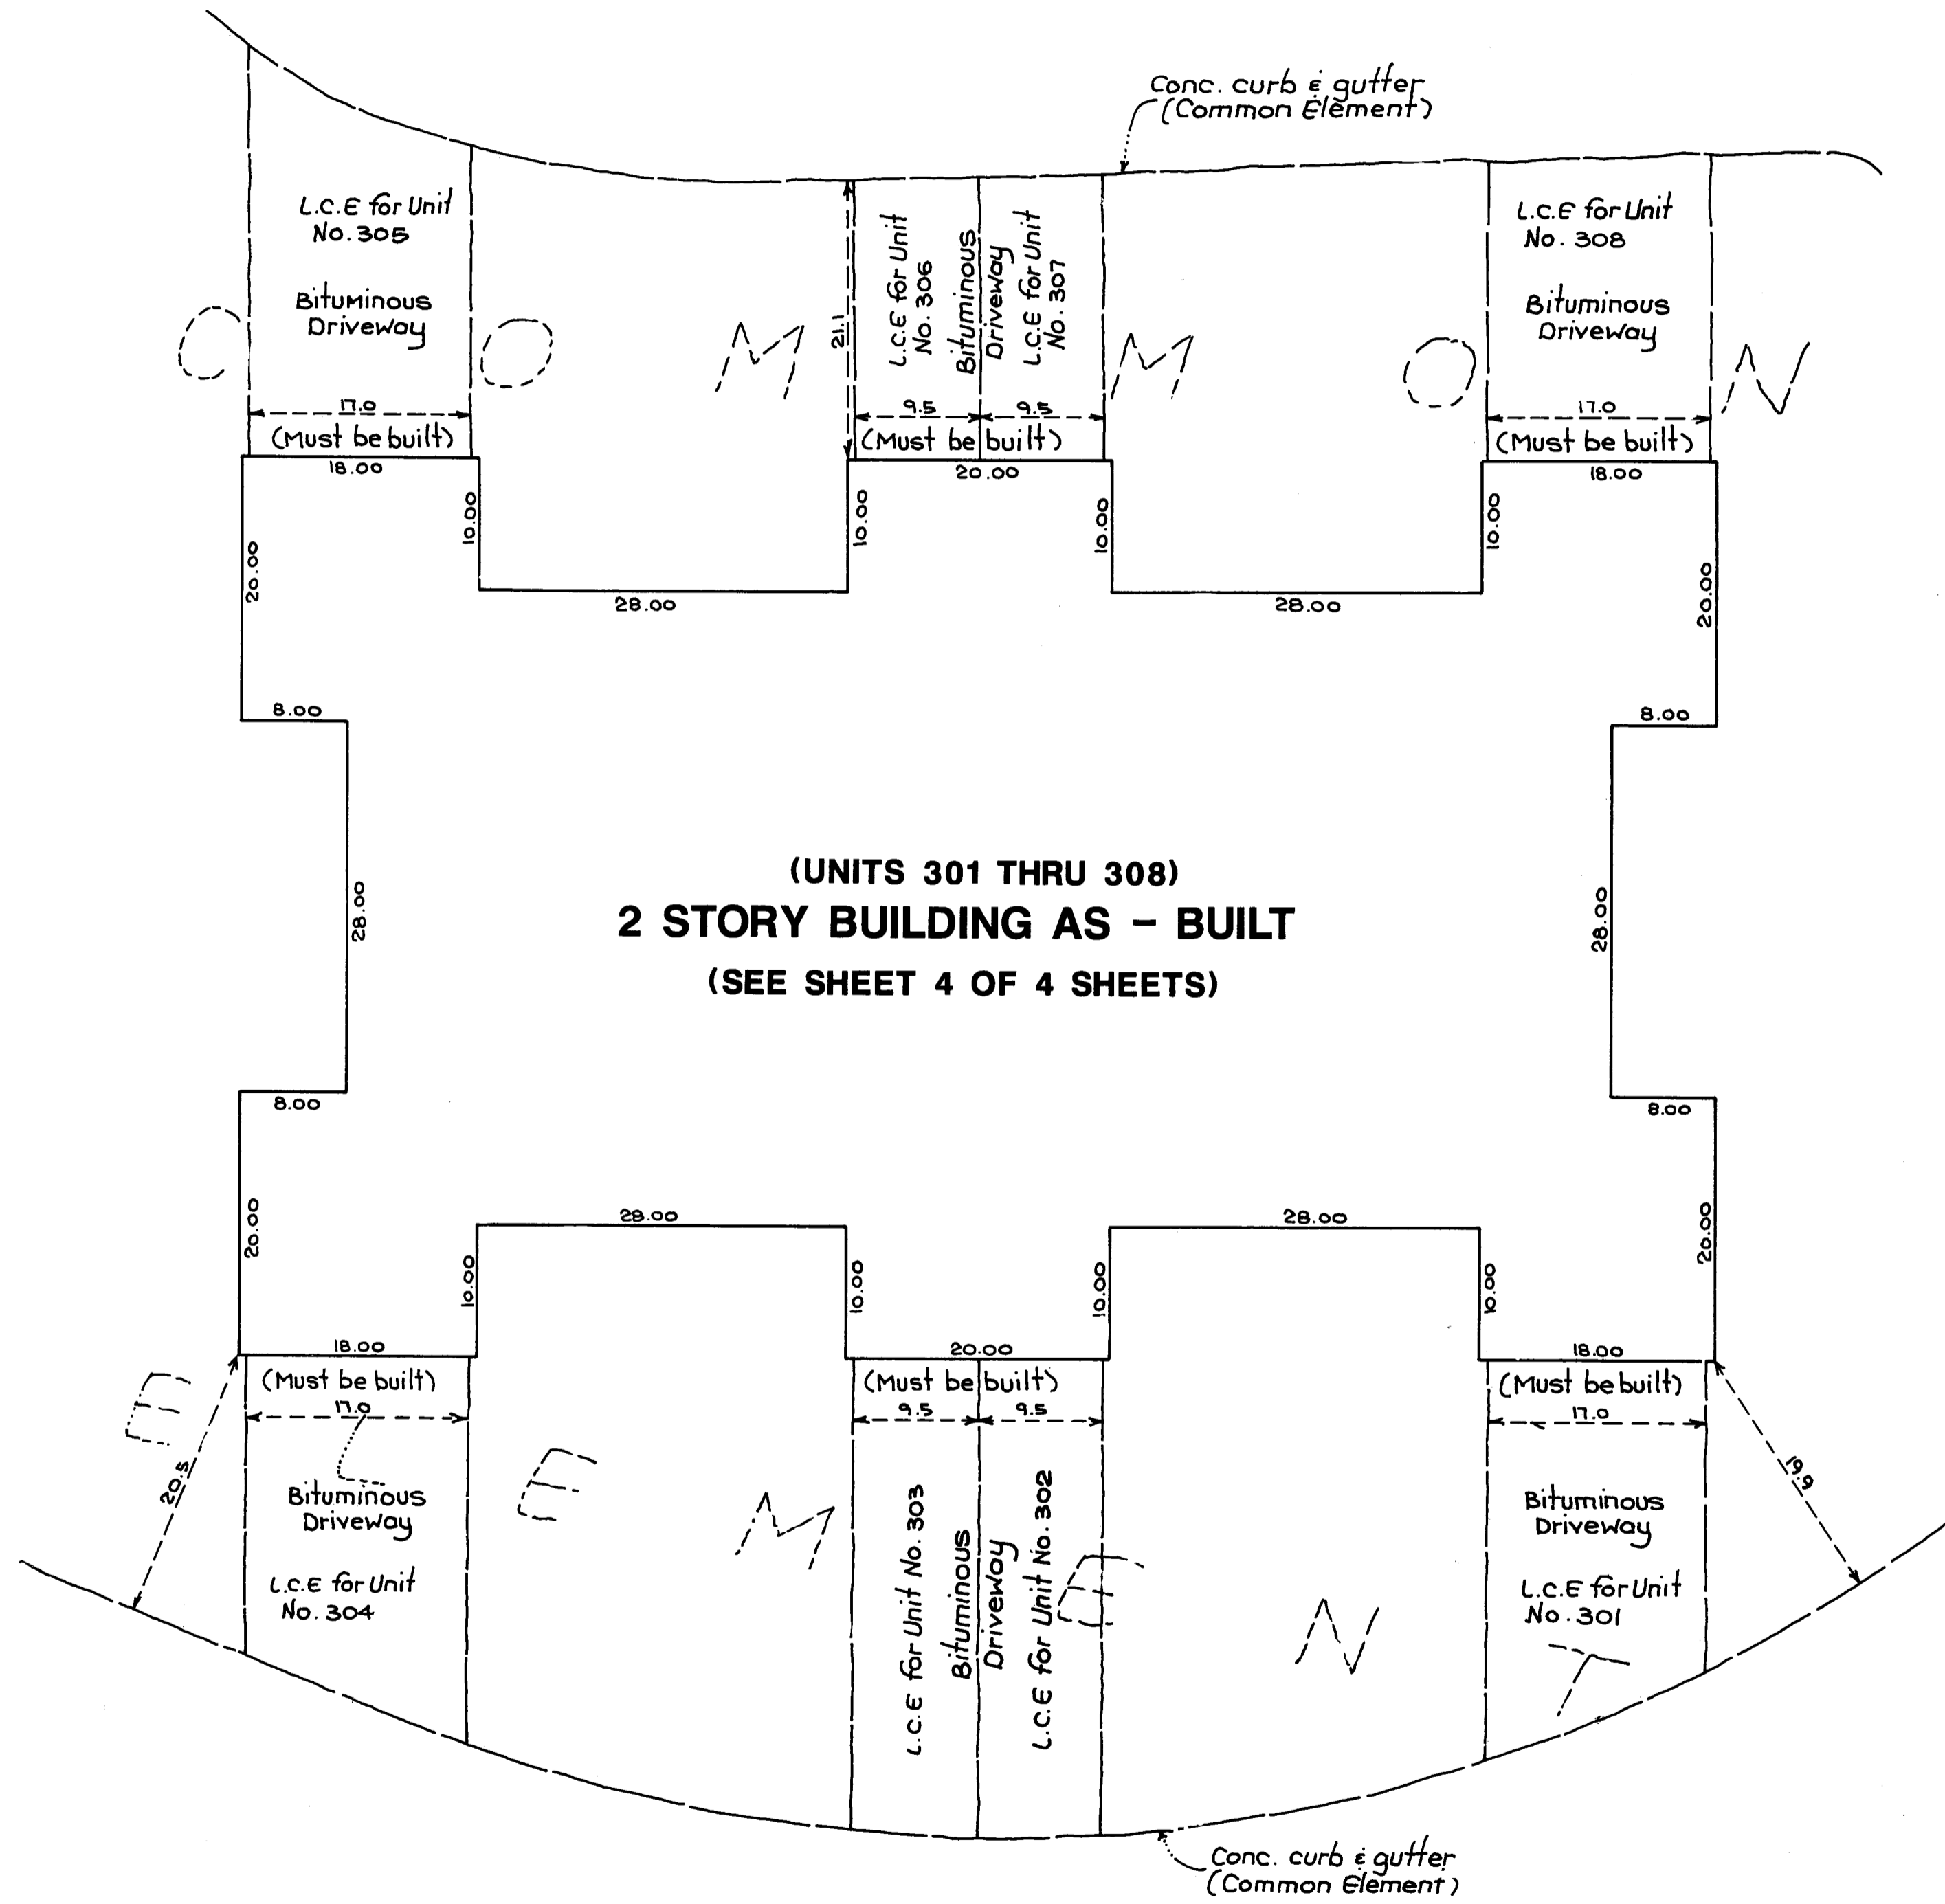 Conc. curb & gutter
(Common Element)
L.C.E for Unit
No. 305
Bituminous
Driveway
17.0
(Must be built)
18.00
21.1
L.C.E for Unit
No. 306
Bituminous
Driveway
L.C.E for Unit
No. 307
9.5
9.5
(Must be built)
20.00
L.C.E for Unit
No. 308
Bituminous
Driveway
17.0
(Must be built)
18.00
C O M M O N
20.00
10.00
28.00
10.00
10.00
28.00
10.00
20.00
8.00
8.00
28.00
28.00
(UNITS 301 THRU 308)
2 STORY BUILDING AS - BUILT
(SEE SHEET 4 OF 4 SHEETS)
8.00
8.00
20.00
10.00
28.00
10.00
10.00
28.00
10.00
20.00
18.00
(Must be built)
17.0
Bituminous
Driveway
L.C.E for Unit
No. 304
20.5
20.00
(Must be built)
9.5
9.5
L.C.E for Unit No. 303
Bituminous
Driveway
L.C.E for Unit No. 302
18.00
(Must be built)
17.0
Bituminous
Driveway
L.C.E for Unit
No. 301
19.9
E L E M E N T
Conc. curb & gutter
(Common Element)